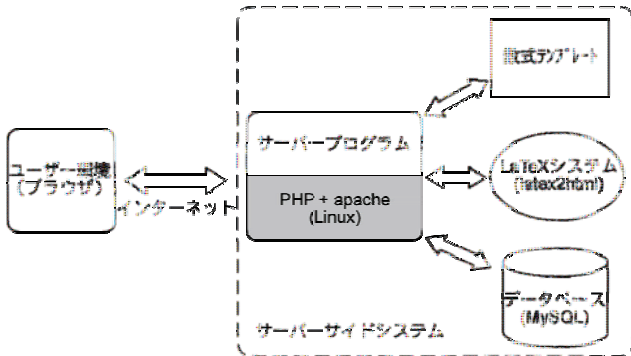 数式テンプレート
サーバープログラム
ユーザー環境
(ブラウザ)
インターネット
PHP + apache
(Linux)
LaTeXシステム
(latex2html)
データベース
(MySQL)
サーバーサイドシステム